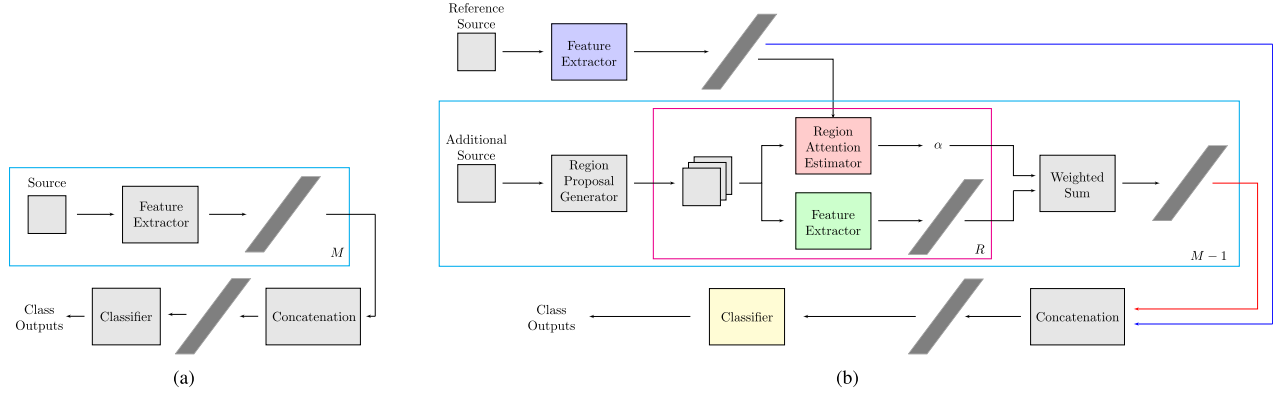 Source
Feature
Extractor
M
Class
Outputs
Classifier
Concatenation
(a)
Reference
Source
Feature
Extractor
Additional
Source
Region
Proposal
Generator
Region
Attention
Estimator
α
Feature
Extractor
R
Weighted
Sum
M − 1
Class
Outputs
Classifier
Concatenation
(b)